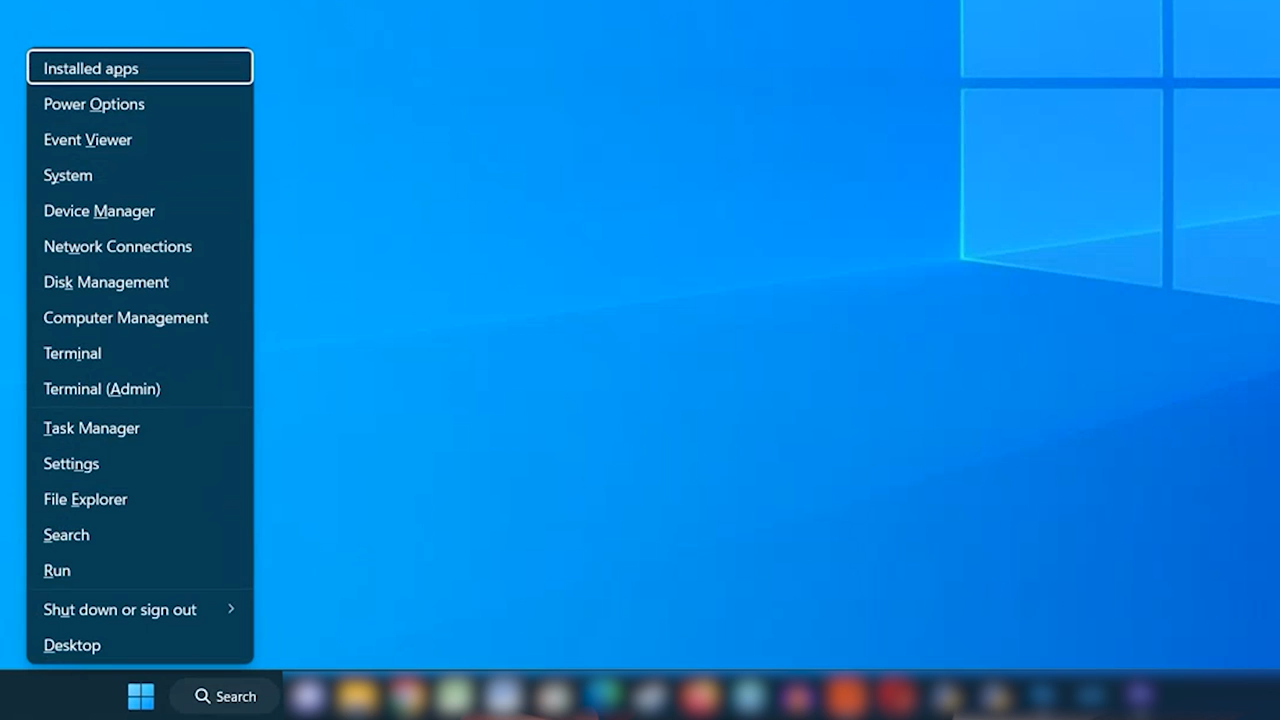 Installed apps
Power Options
Event Viewer
System
Device Manager
Network Connections
Disk Management
Computer Management
Terminal
Terminal (Admin)
Task Manager
Settings
File Explorer
Search
Run
Shut down or sign out
Desktop
Search